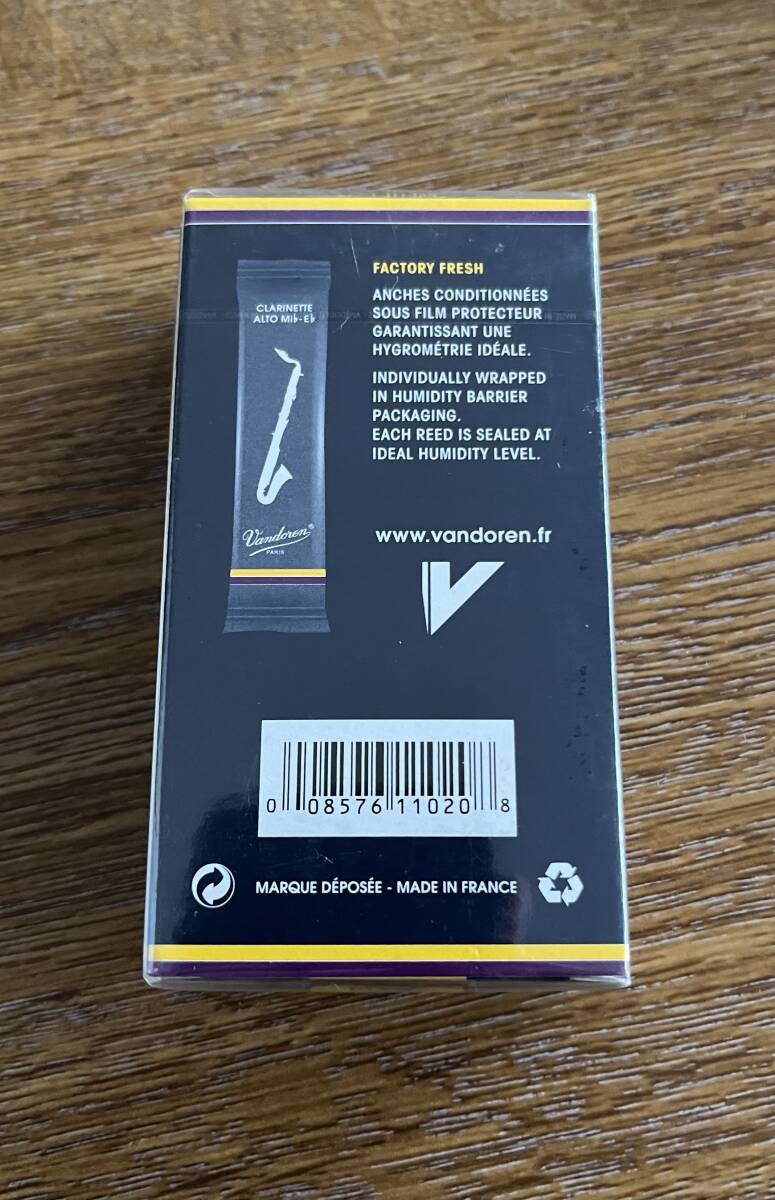 FACTORY FRESH
ANCHES CONDITIONNÉES
SOUS FILM PROTECTEUR
GARANTISSANT UNE
HYGROMÉTRIE IDÉALE.
INDIVIDUALLY WRAPPED
IN HUMIDITY BARRIER
PACKAGING.
EACH REED IS SEALED AT
IDEAL HUMIDITY LEVEL.
CLARINETTE
ALTO Mi♭-E♭
Vandoren®
PARIS
www.vandoren.fr
V
0 08576 11020 8
MARQUE DÉPOSÉE - MADE IN FRANCE